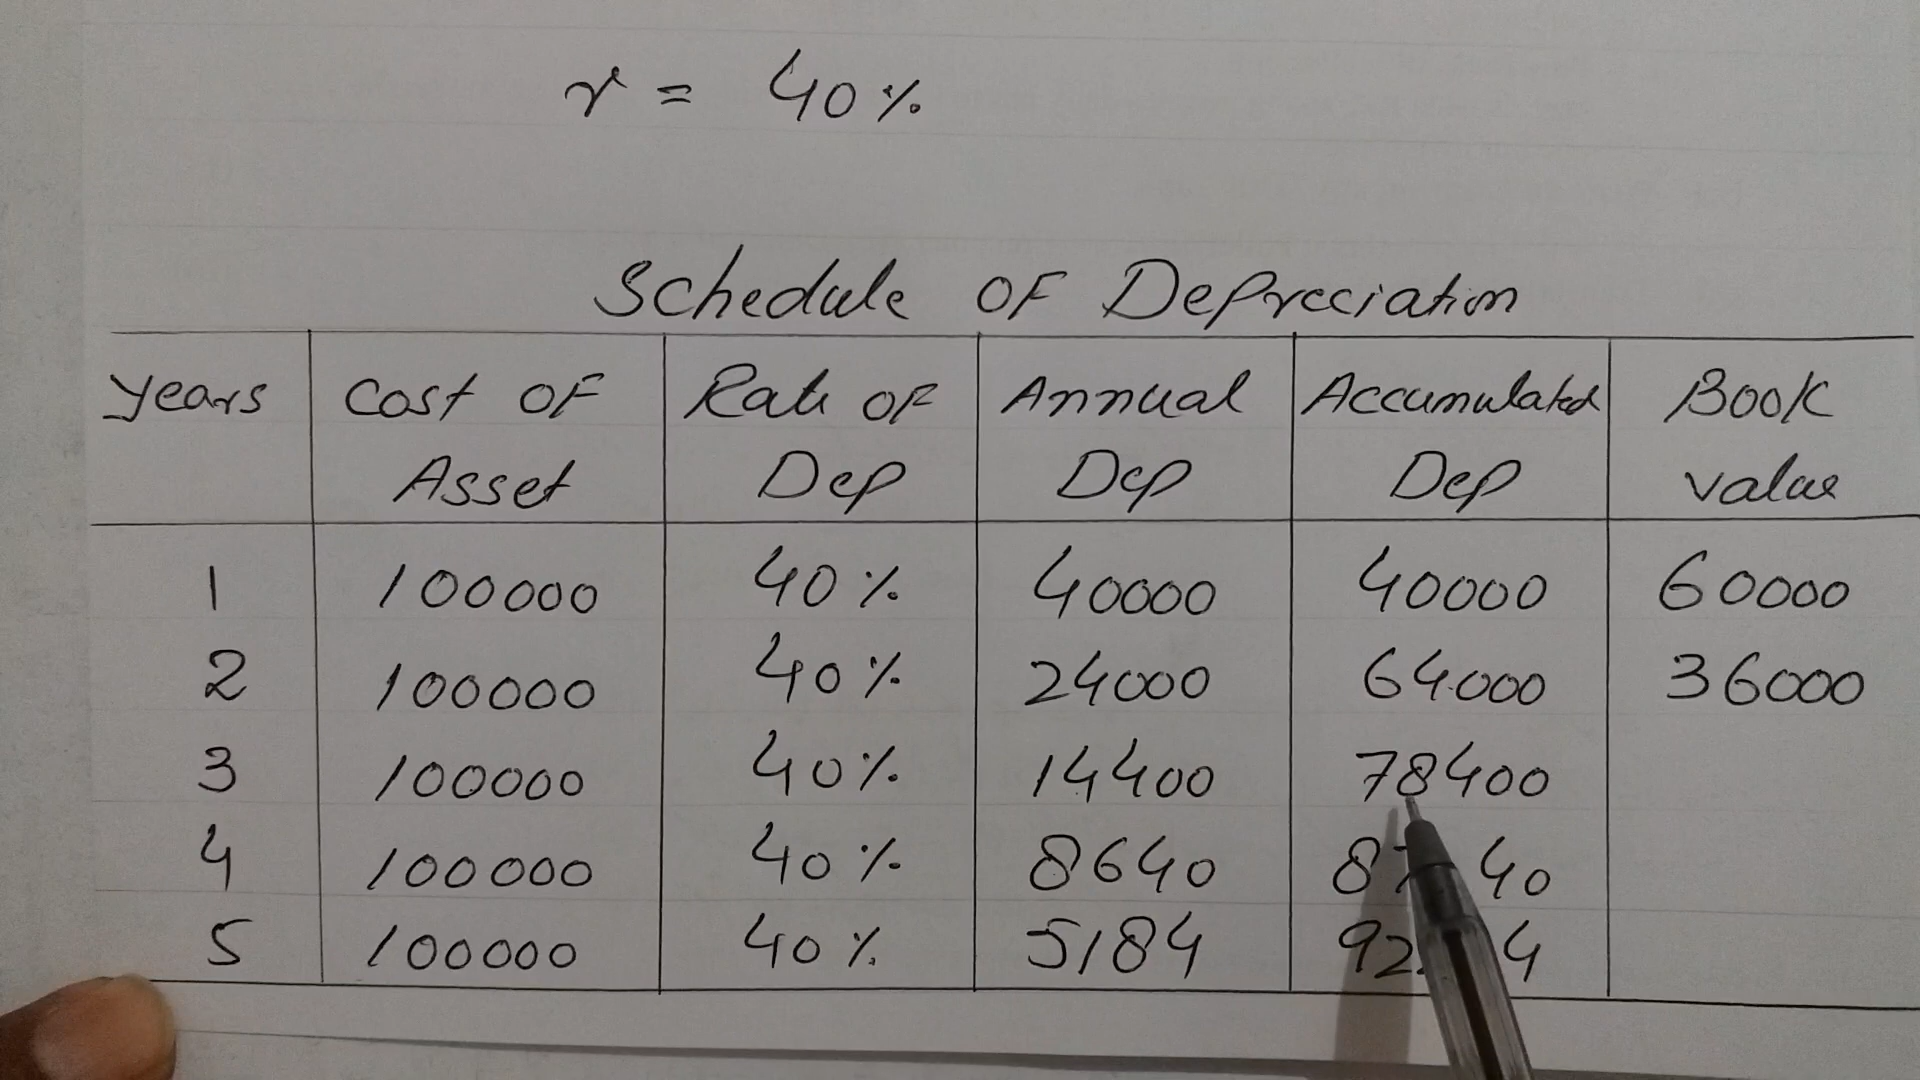 r = 40%
Schedule OF Depreciation
Years Cost OF Asset Rate OF Dep Annual Dep Accumulated Dep Book value
1 100000 40% 40000 40000 60000
2 100000 40% 24000 64000 36000
3 100000 40% 14400 78400
4 100000 40% 8640
5 100000 40% 5184